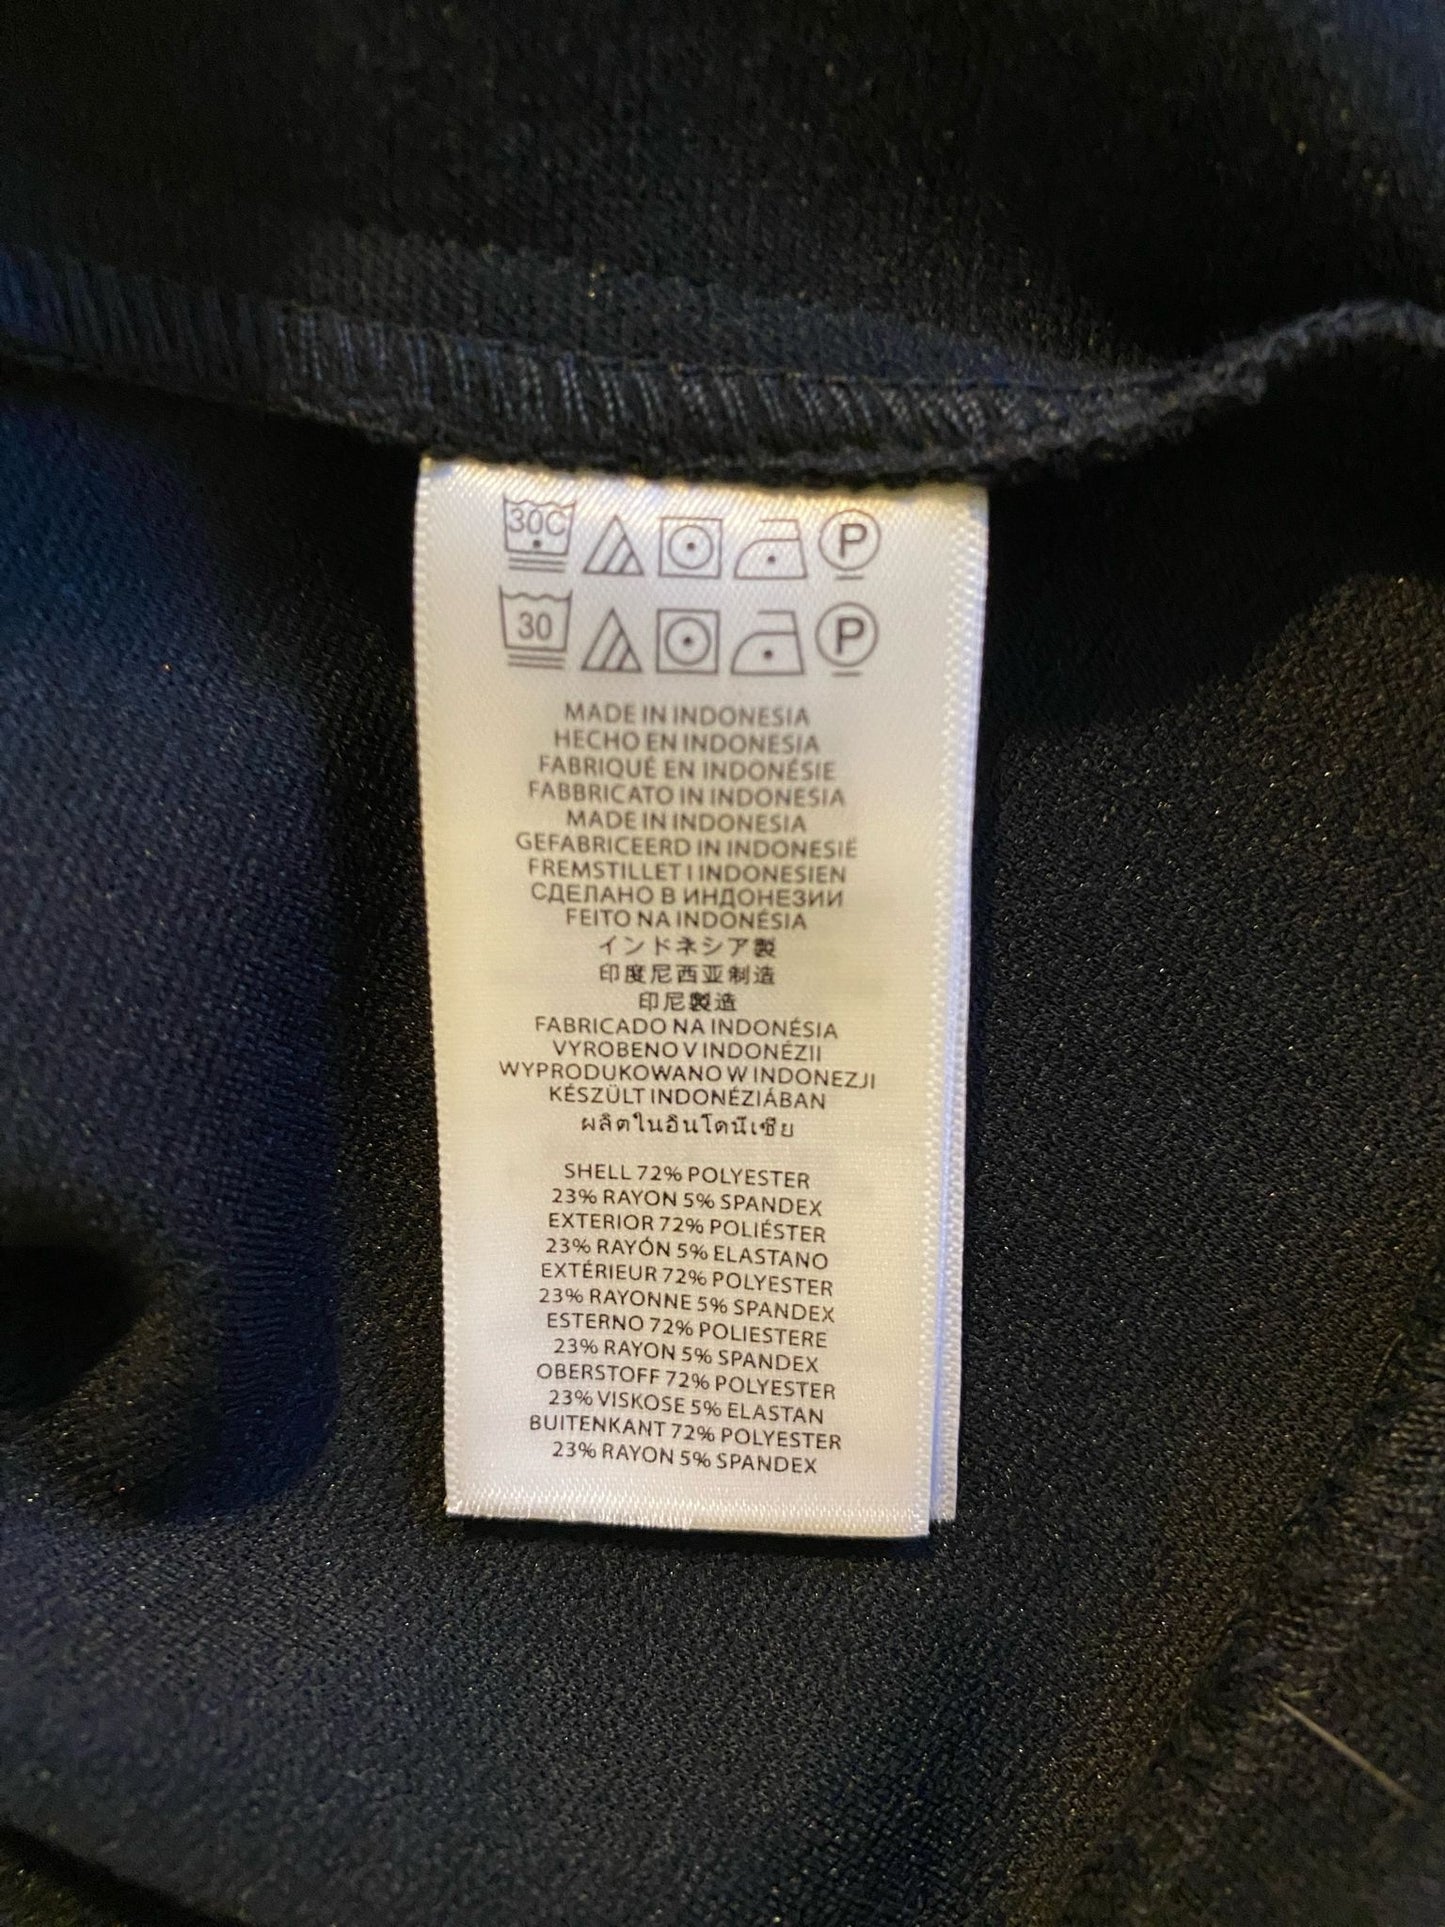 30C P
30 P
MADE IN INDONESIA
HECHO EN INDONESIA
FABRIQUÉ EN INDONÉSIE
FABBRICATO IN INDONESIA
MADE IN INDONESIA
GEFABRICEERD IN INDONESIË
FREMSTILLET I INDONESIEN
СДЕЛАНО В ИНДОНЕЗИИ
FEITO NA INDONÉSIA
インドネシア製
印度尼西亚制造
印尼製造
FABRICADO NA INDONÉSIA
VYROBENO V INDONÉZII
WYPRODUKOWANO W INDONEZJI
KÉSZÜLT INDONÉZIÁBAN
ผลิตในอินโดนีเซีย
SHELL 72% POLYESTER
23% RAYON 5% SPANDEX
EXTERIOR 72% POLIÉSTER
23% RAYÓN 5% ELASTANO
EXTÉRIEUR 72% POLYESTER
23% RAYONNE 5% SPANDEX
ESTERNO 72% POLIESTERE
23% RAYON 5% SPANDEX
OBERSTOFF 72% POLYESTER
23% VISKOSE 5% ELASTAN
BUITENKANT 72% POLYESTER
23% RAYON 5% SPANDEX